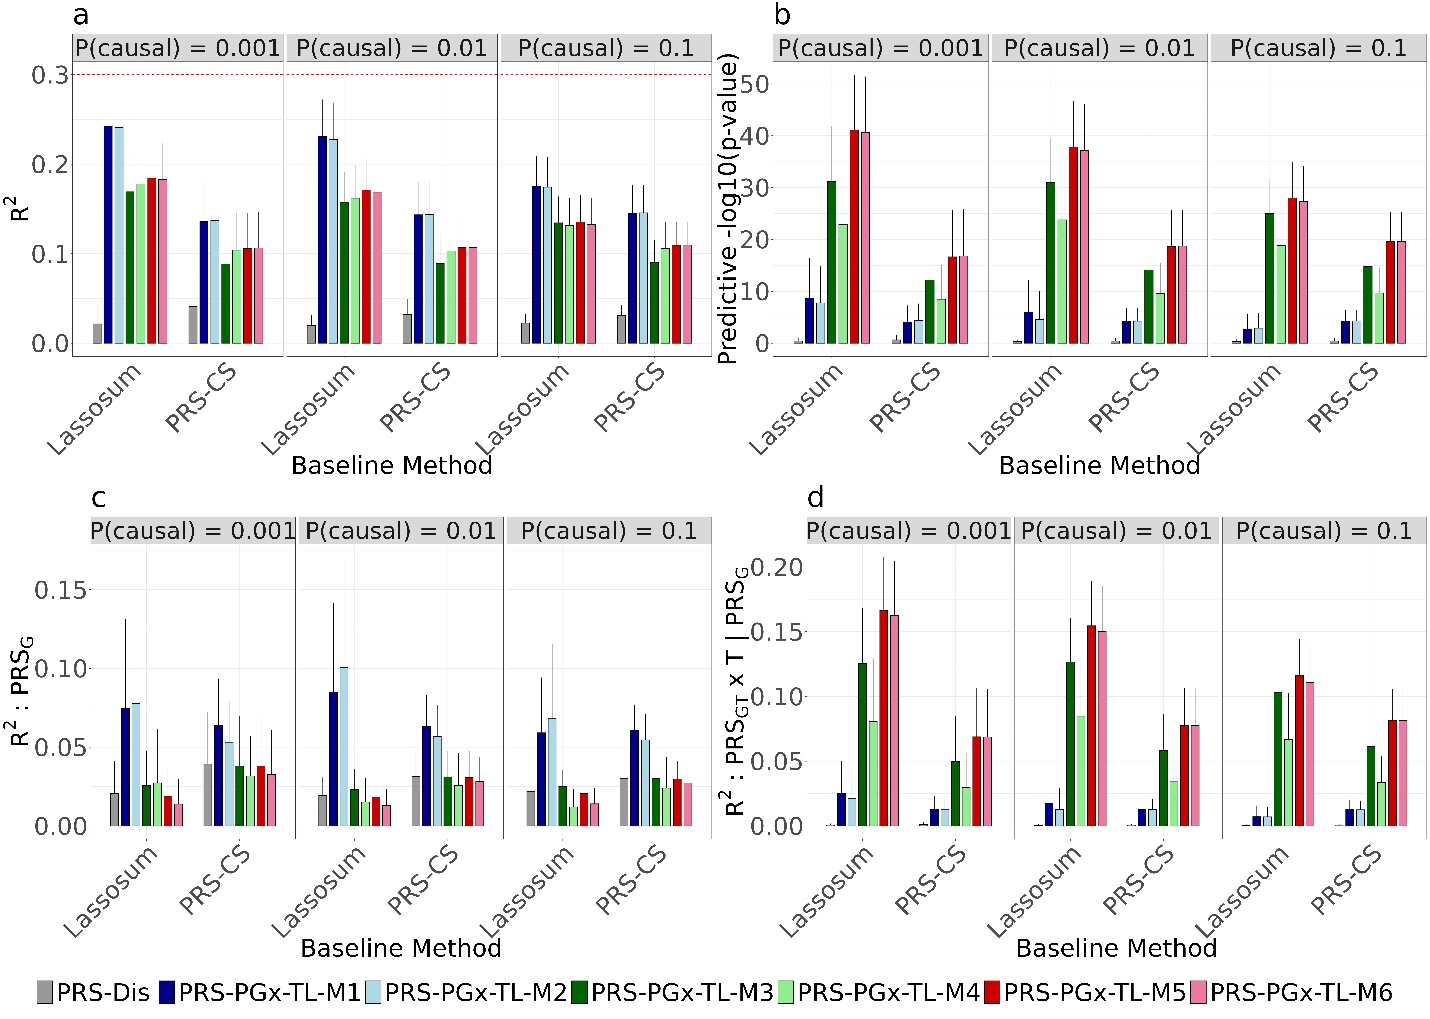 a
P(causal) = 0.001 P(causal) = 0.01 P(causal) = 0.1
R²
0.3
0.2
0.1
0.0
Lassosum PRS-CS Lassosum PRS-CS Lassosum PRS-CS
Baseline Method
b
P(causal) = 0.001 P(causal) = 0.01 P(causal) = 0.1
Predictive -log10(p-value)
50
40
30
20
10
0
Lassosum PRS-CS Lassosum PRS-CS Lassosum PRS-CS
Baseline Method
c
P(causal) = 0.001 P(causal) = 0.01 P(causal) = 0.1
R² : PRS_G
0.15
0.10
0.05
0.00
Lassosum PRS-CS Lassosum PRS-CS Lassosum PRS-CS
Baseline Method
d
P(causal) = 0.001 P(causal) = 0.01 P(causal) = 0.1
R² : PRS_GT x T | PRS_G
0.20
0.15
0.10
0.05
0.00
Lassosum PRS-CS Lassosum PRS-CS Lassosum PRS-CS
Baseline Method
PRS-Dis PRS-PGx-TL-M1 PRS-PGx-TL-M2 PRS-PGx-TL-M3 PRS-PGx-TL-M4 PRS-PGx-TL-M5 PRS-PGx-TL-M6